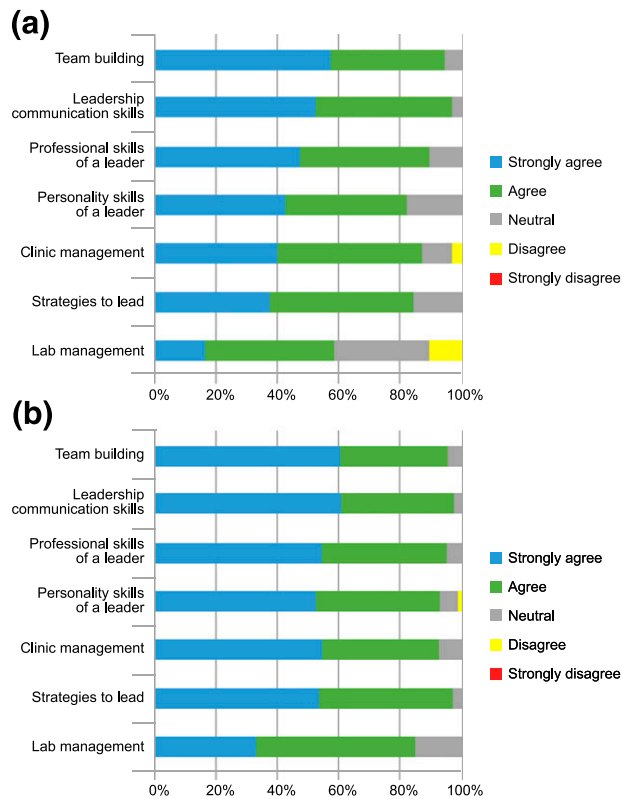 (a)
Team building
Leadership
communication skills
Professional skills
of a leader
Personality skills
of a leader
Clinic management
Strategies to lead
Lab management
0% 20% 40% 60% 80% 100%
Strongly agree
Agree
Neutral
Disagree
Strongly disagree
(b)
Team building
Leadership
communication skills
Professional skills
of a leader
Personality skills
of a leader
Clinic management
Strategies to lead
Lab management
0% 20% 40% 60% 80% 100%
Strongly agree
Agree
Neutral
Disagree
Strongly disagree